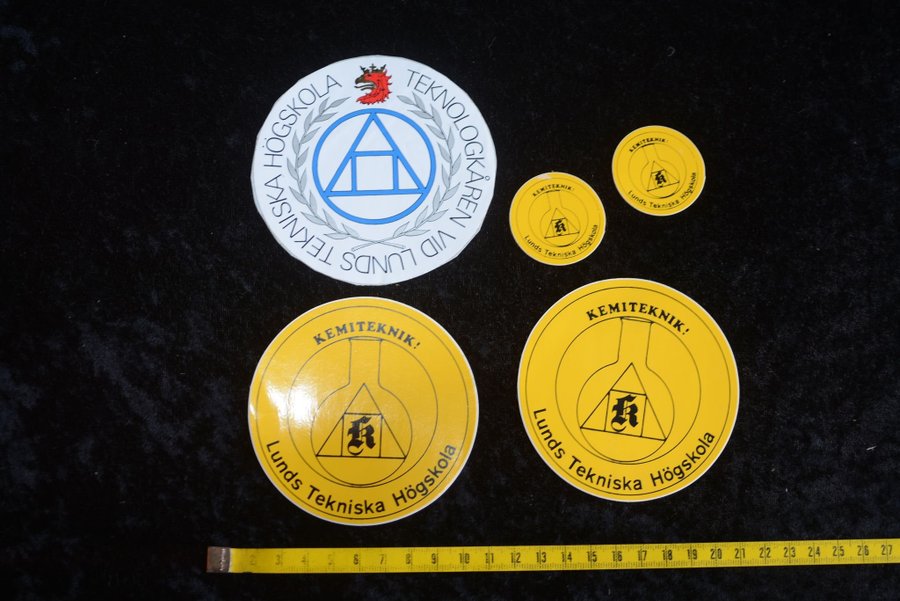 TEKNOLOGKÅREN VID LUNDS TEKNISKA HÖGSKOLA
KEMITEKNIK!
K
Lunds Tekniska Högskola
KEMITEKNIK!
K
Lunds Tekniska Högskola
KEMITEKNIK!
K
Lunds Tekniska Högskola
KEMITEKNIK!
K
Lunds Tekniska Högskola
2 3 4 5 6 7 8 9 10 11 12 13 14 15 16 17 18 19 20 21 22 23 24 25 26 27